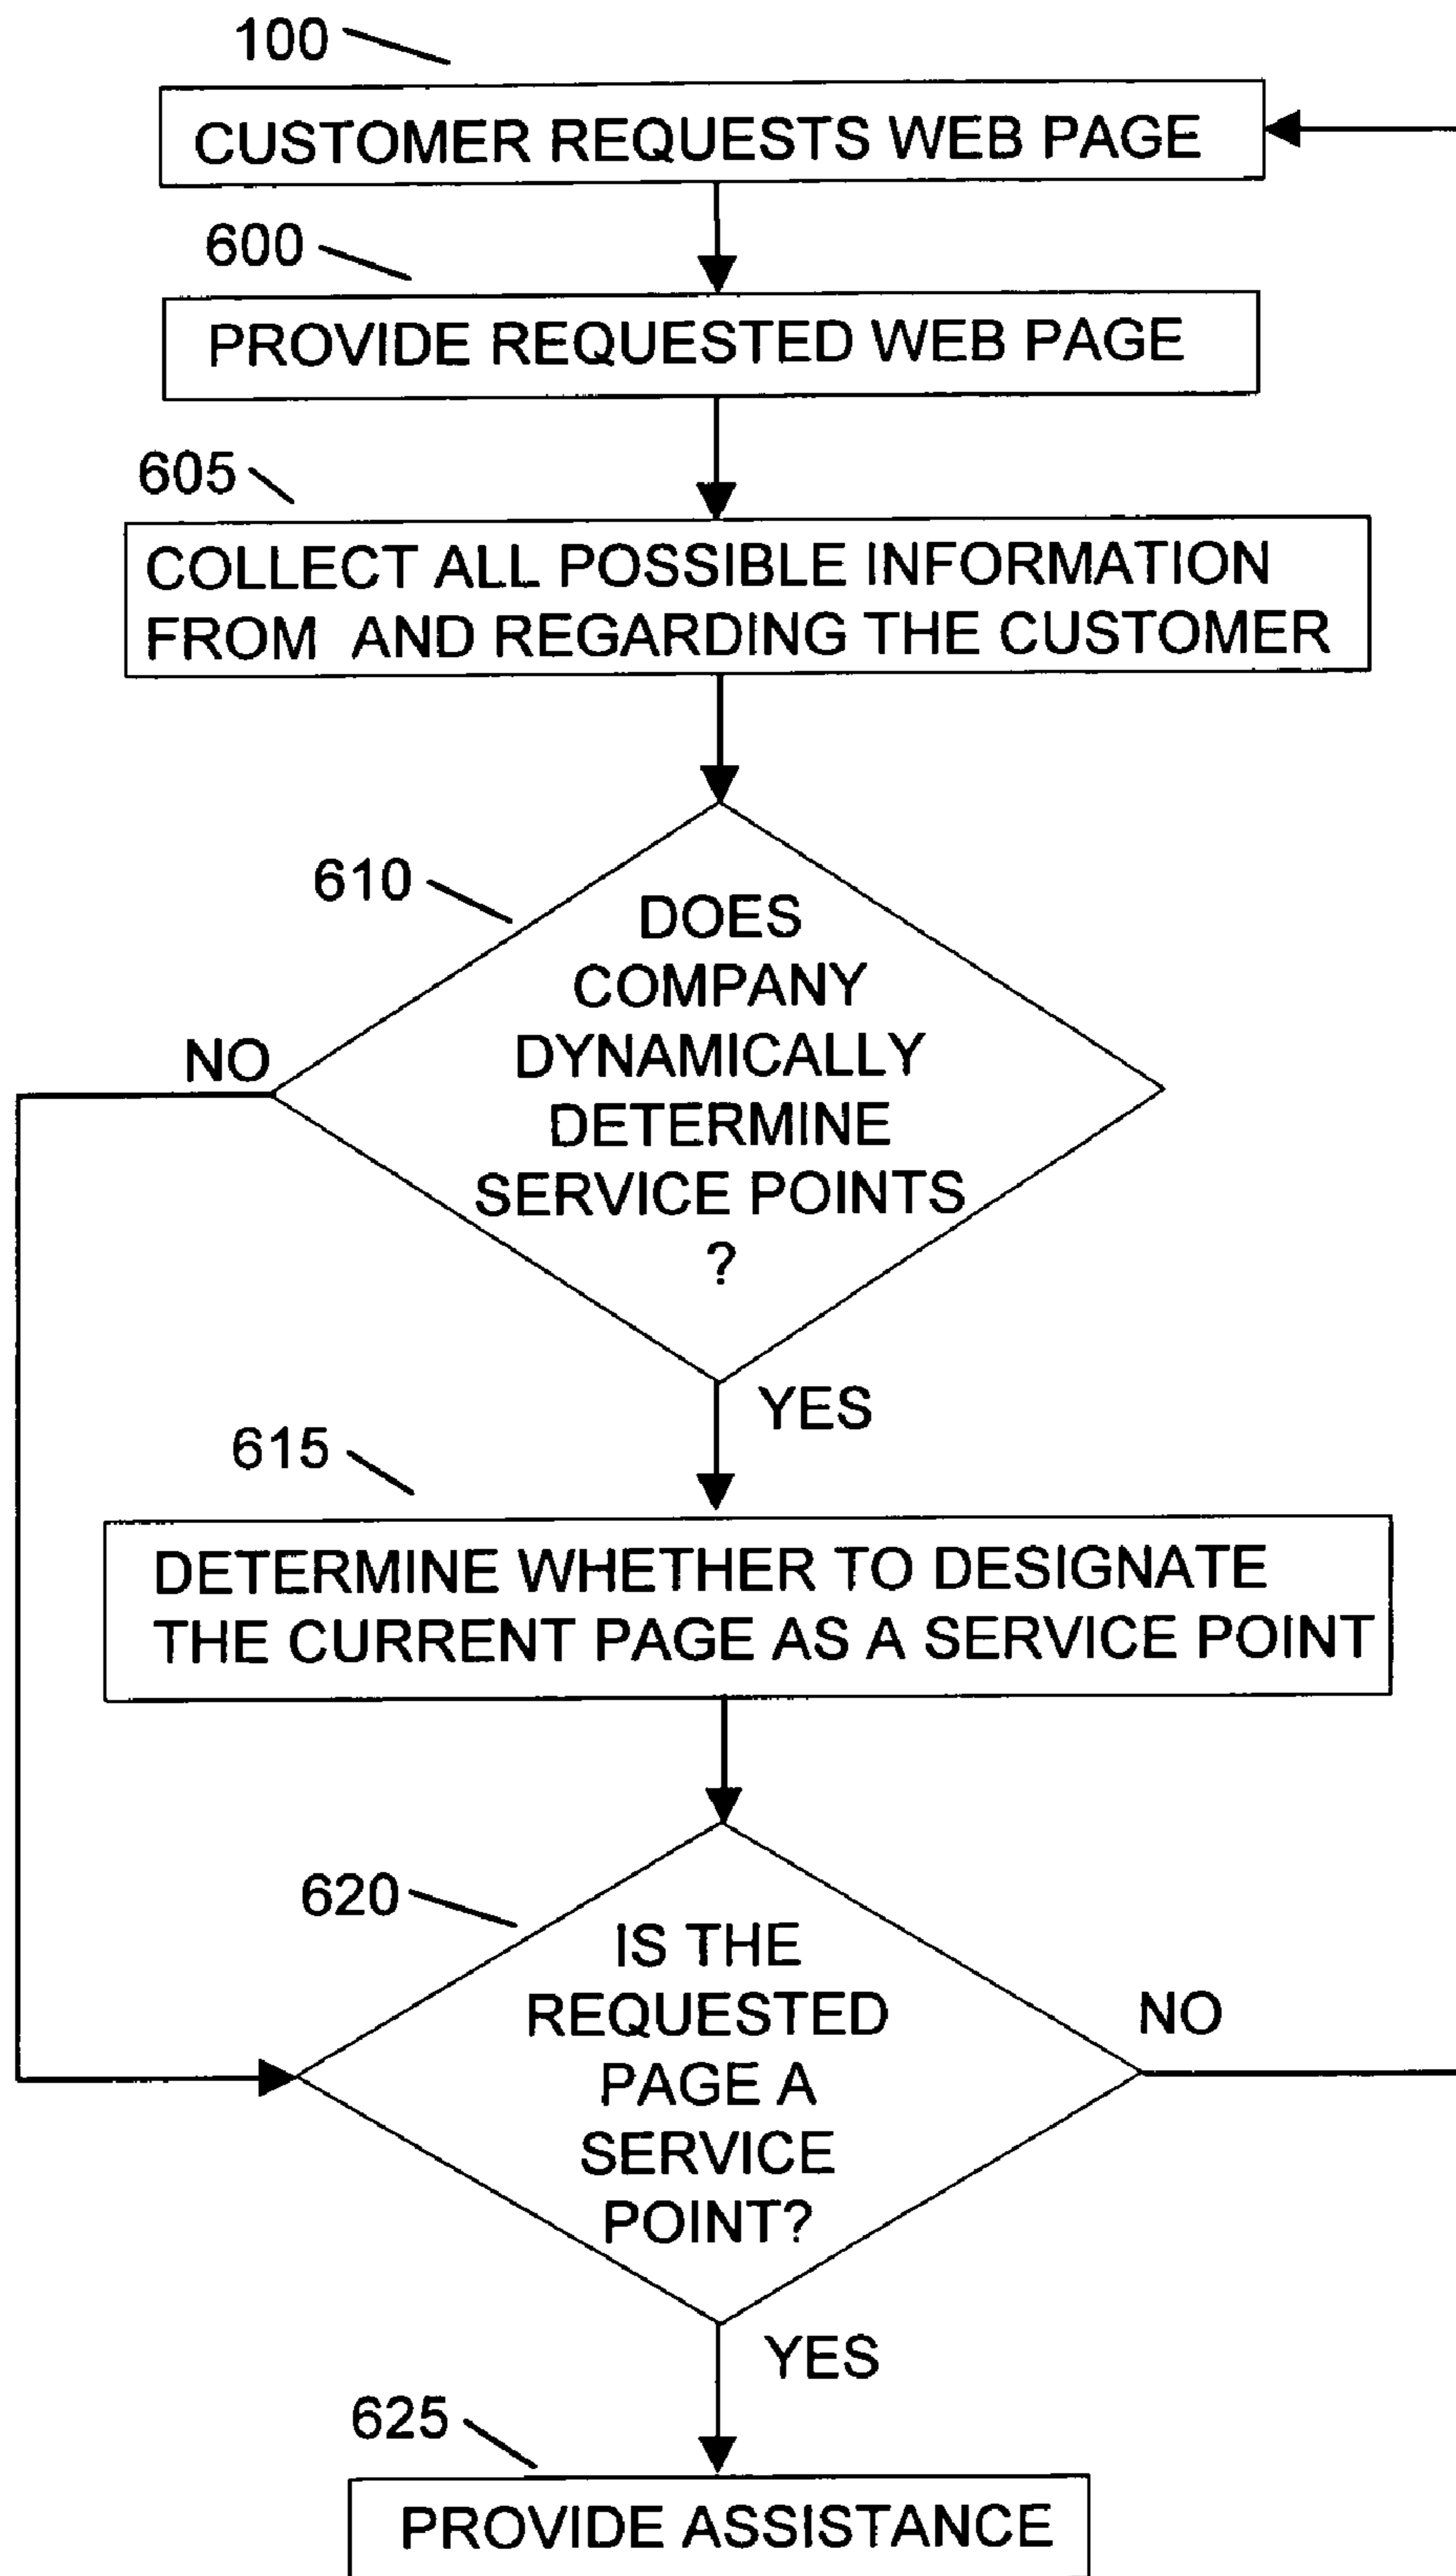 100
CUSTOMER REQUESTS WEB PAGE
600
PROVIDE REQUESTED WEB PAGE
605
COLLECT ALL POSSIBLE INFORMATION
FROM AND REGARDING THE CUSTOMER
610
DOES
COMPANY
DYNAMICALLY
DETERMINE
SERVICE POINTS
?
NO
YES
615
DETERMINE WHETHER TO DESIGNATE
THE CURRENT PAGE AS A SERVICE POINT
620
IS THE
REQUESTED
PAGE A
SERVICE
POINT?
NO
YES
625
PROVIDE ASSISTANCE